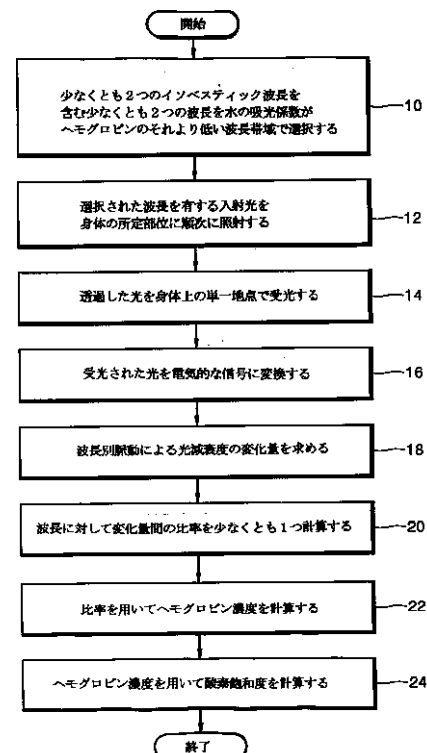 開始
少なくとも2つのイソベスティック波長を
含む少なくとも2つの波長を水の吸光係数が
ヘモグロビンのそれより低い波長帯域で選択する
10
選択された波長を有する入射光を
身体の所定部位に順次に照射する
12
透過した光を身体上の単一地点で受光する
14
受光された光を電気的な信号に変換する
16
波長別脈動による光減衰度の変化量を求める
18
波長に対して変化量間の比率を少なくとも1つ計算する
20
比率を用いてヘモグロビン濃度を計算する
22
ヘモグロビン濃度を用いて酸素飽和度を計算する
24
終了